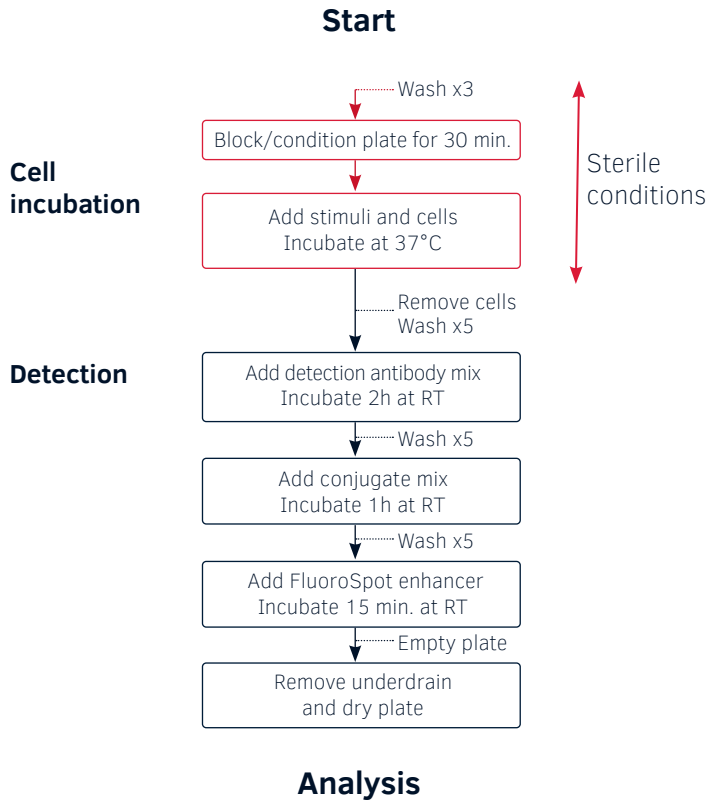 Start
Wash x3
Block/condition plate for 30 min.
Cell
incubation
Sterile
conditions
Add stimuli and cells
Incubate at 37°C
Remove cells
Wash x5
Detection
Add detection antibody mix
Incubate 2h at RT
Wash x5
Add conjugate mix
Incubate 1h at RT
Wash x5
Add FluoroSpot enhancer
Incubate 15 min. at RT
Empty plate
Remove underdrain
and dry plate
Analysis